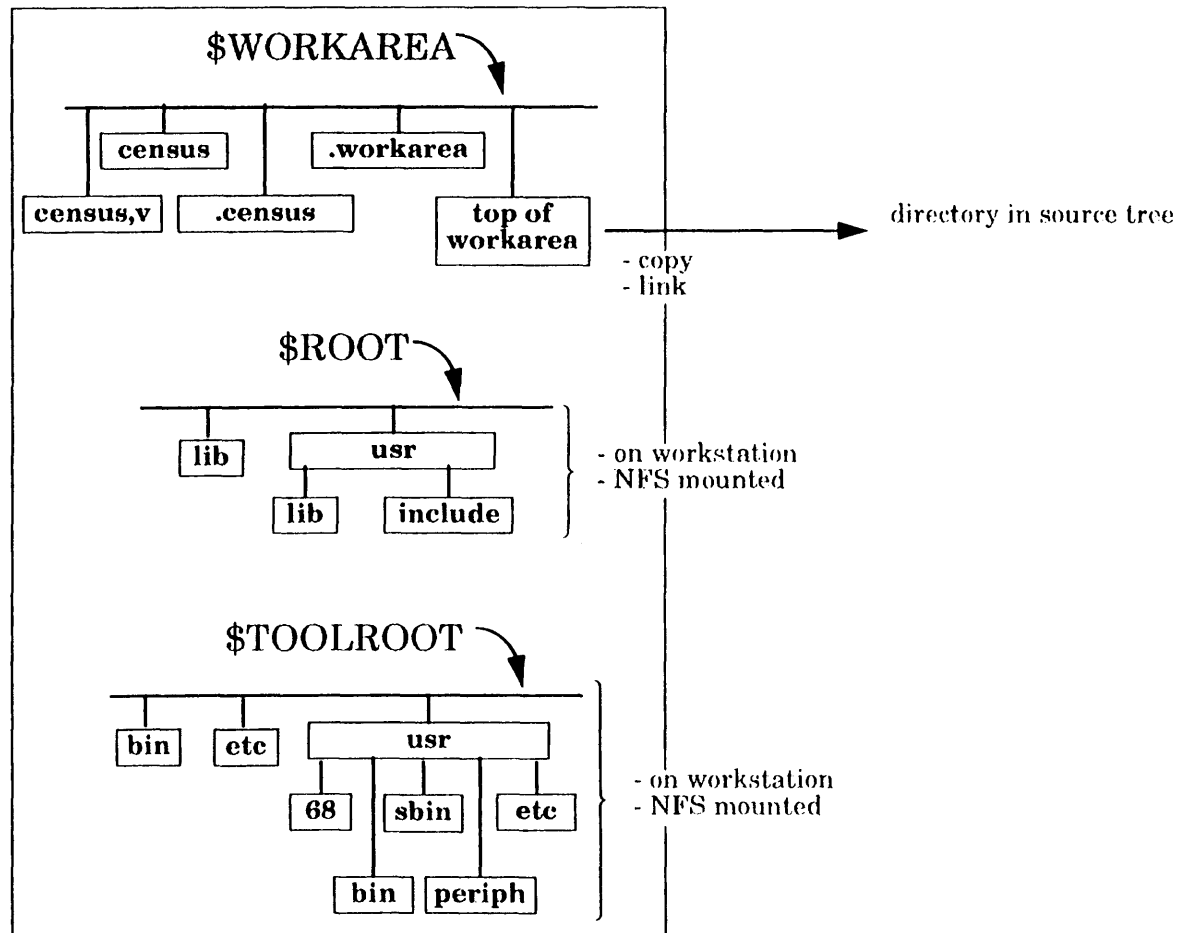 $WORKAREA
census
.workarea
census,v
.census
top of
workarea
directory in source tree
- copy
- link
$ROOT
lib
usr
lib
include
- on workstation
- NFS mounted
$TOOLROOT
bin
etc
usr
68
sbin
etc
bin
periph
- on workstation
- NFS mounted